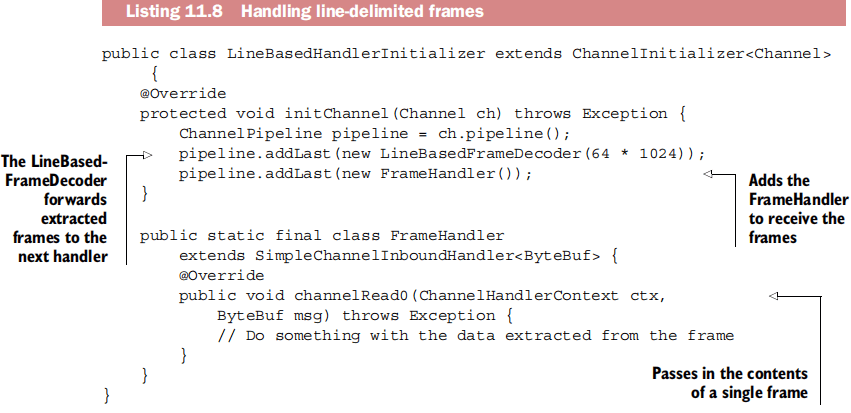 Listing 11.8 Handling line-delimited frames
public class LineBasedHandlerInitializer extends ChannelInitializer<Channel>
{
@Override
protected void initChannel(Channel ch) throws Exception {
ChannelPipeline pipeline = ch.pipeline();
pipeline.addLast(new LineBasedFrameDecoder(64 * 1024));
pipeline.addLast(new FrameHandler());
}
The LineBased-
FrameDecoder
forwards
extracted
frames to the
next handler
Adds the
FrameHandler
to receive the
frames
public static final class FrameHandler
extends SimpleChannelInboundHandler<ByteBuf> {
@Override
public void channelRead0(ChannelHandlerContext ctx,
ByteBuf msg) throws Exception {
// Do something with the data extracted from the frame
}
}
}
Passes in the contents
of a single frame